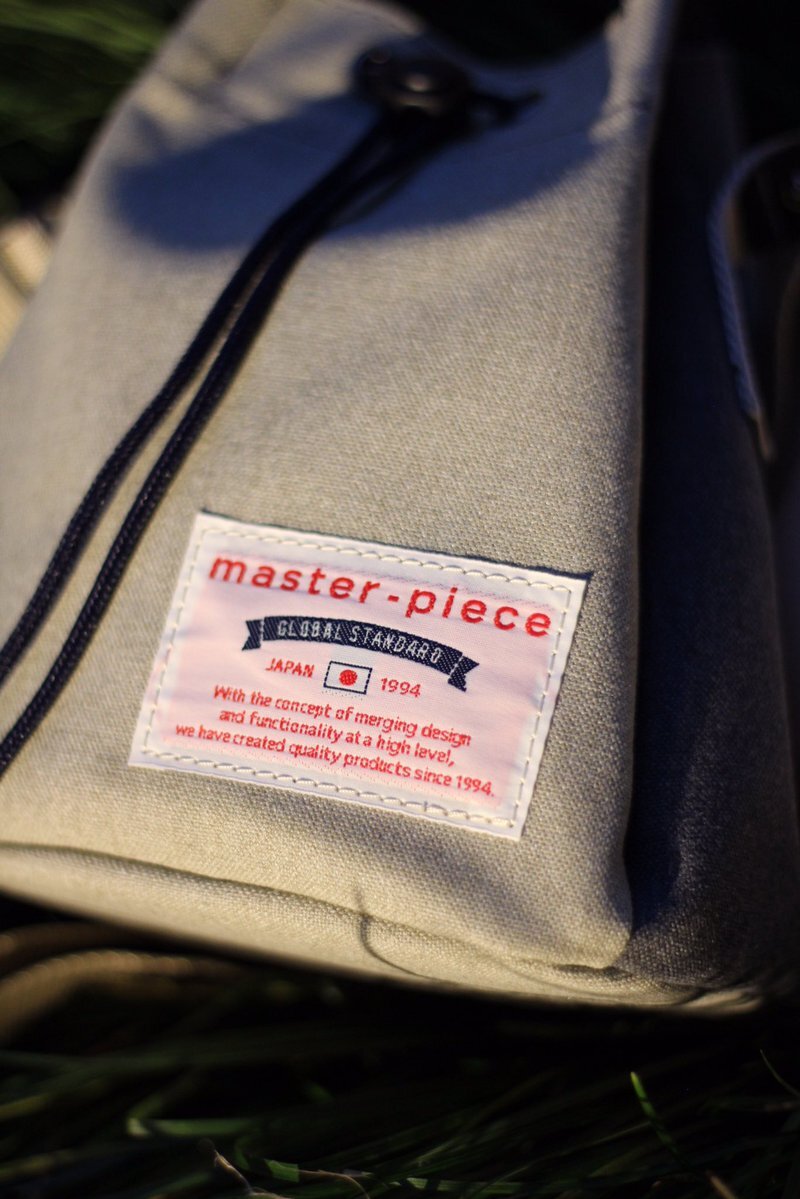 master-piece
GLOBAL STANDARD
JAPAN 1994
With the concept of merging design
and functionality at a high level,
we have created quality products since 1994.